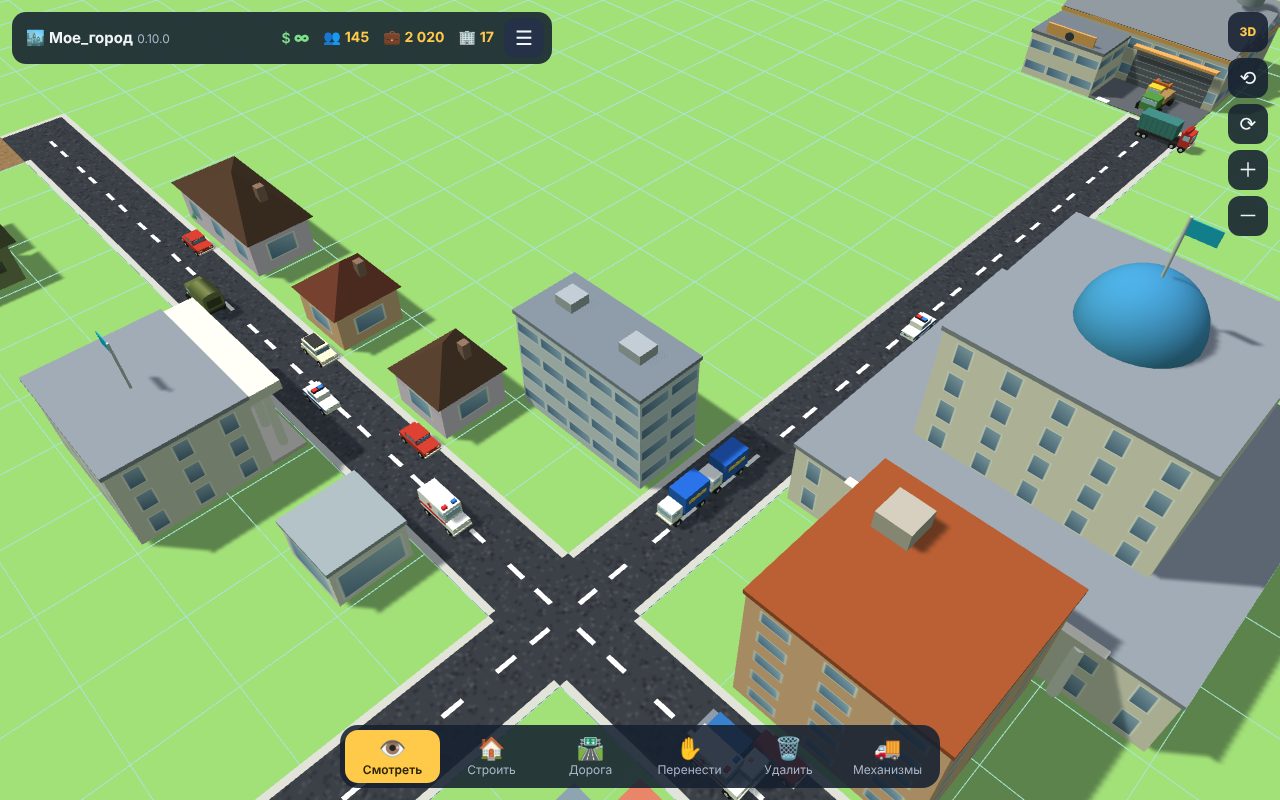 Мое_город 0.10.0
$ ∞ 145 2 020 17
3D
Смотреть
Строить
Дорога
Перенести
Удалить
Механизмы